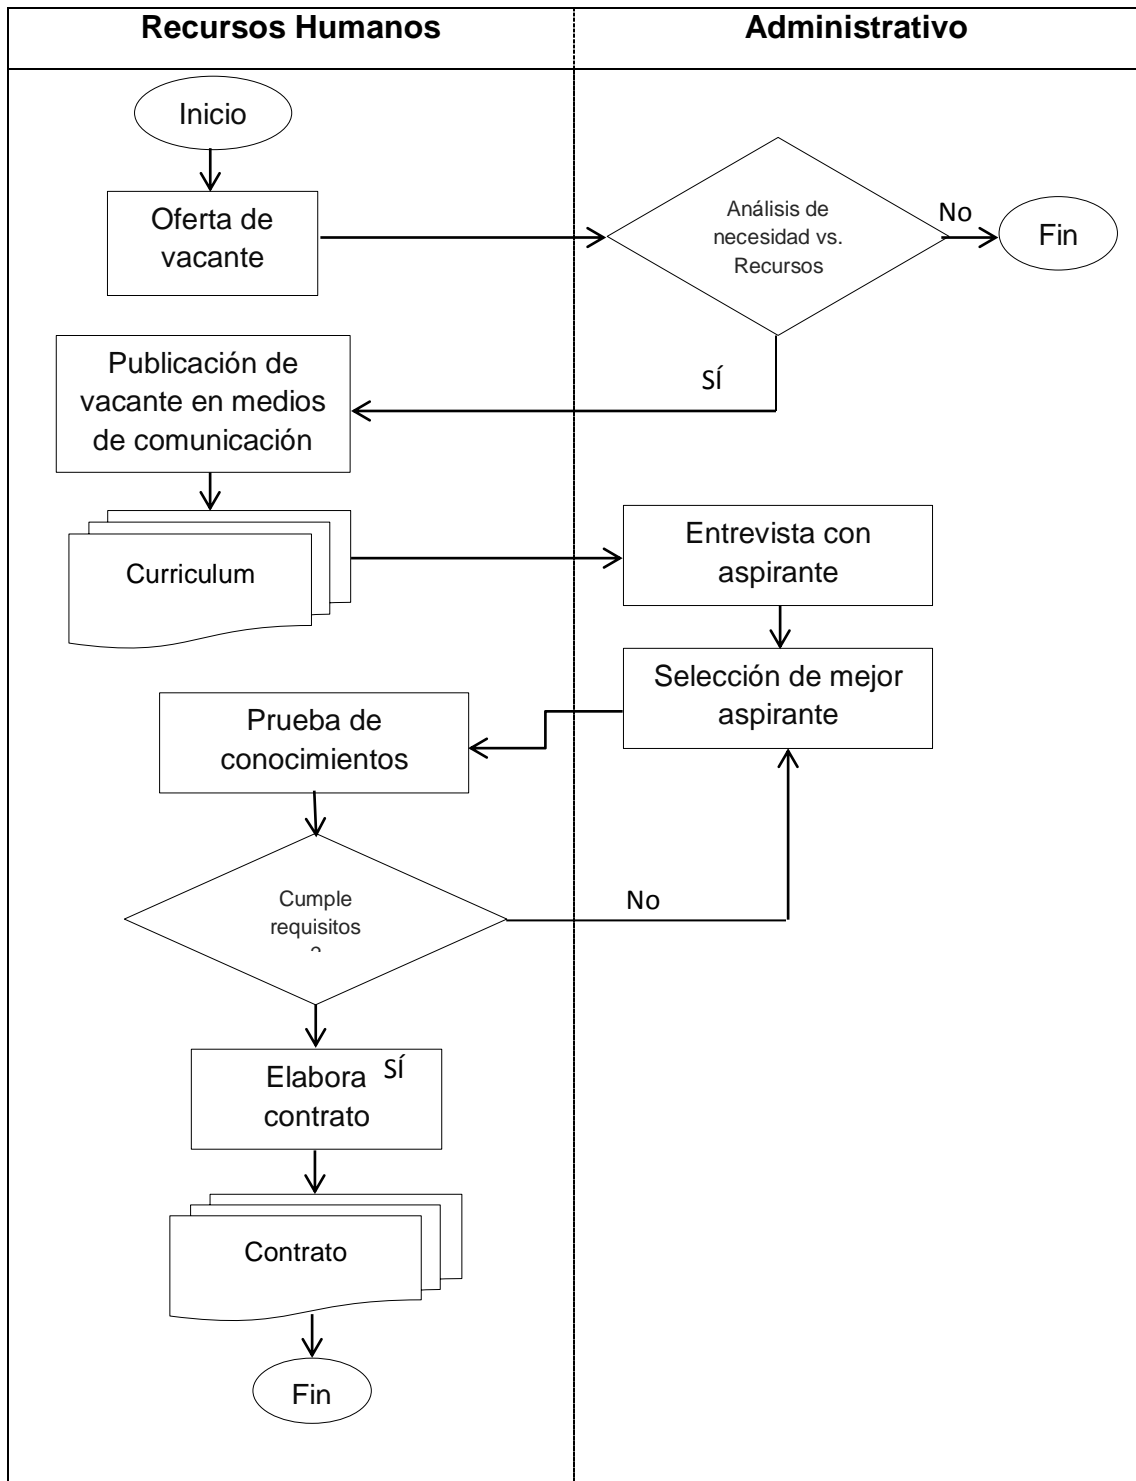 Recursos Humanos
Administrativo
Inicio
Oferta de
vacante
Análisis de
necesidad vs.
Recursos
No
Fin
Publicación de
vacante en medios
de comunicación
SÍ
Curriculum
Entrevista con
aspirante
Selección de mejor
aspirante
Prueba de
conocimientos
Cumple
requisitos
?
No
Elabora
contrato
SÍ
Contrato
Fin